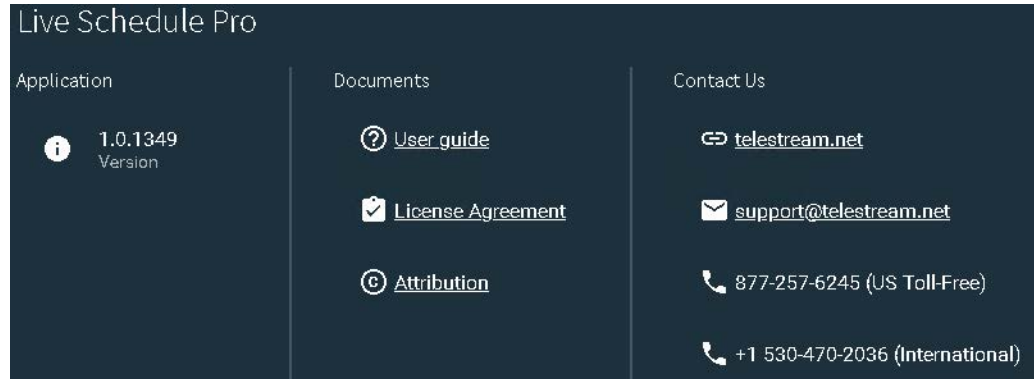 Live Schedule Pro
Application
1.0.1349
Version
Documents
User guide
License Agreement
Attribution
Contact Us
telestream.net
support@telestream.net
877-257-6245 (US Toll-Free)
+1 530-470-2036 (International)